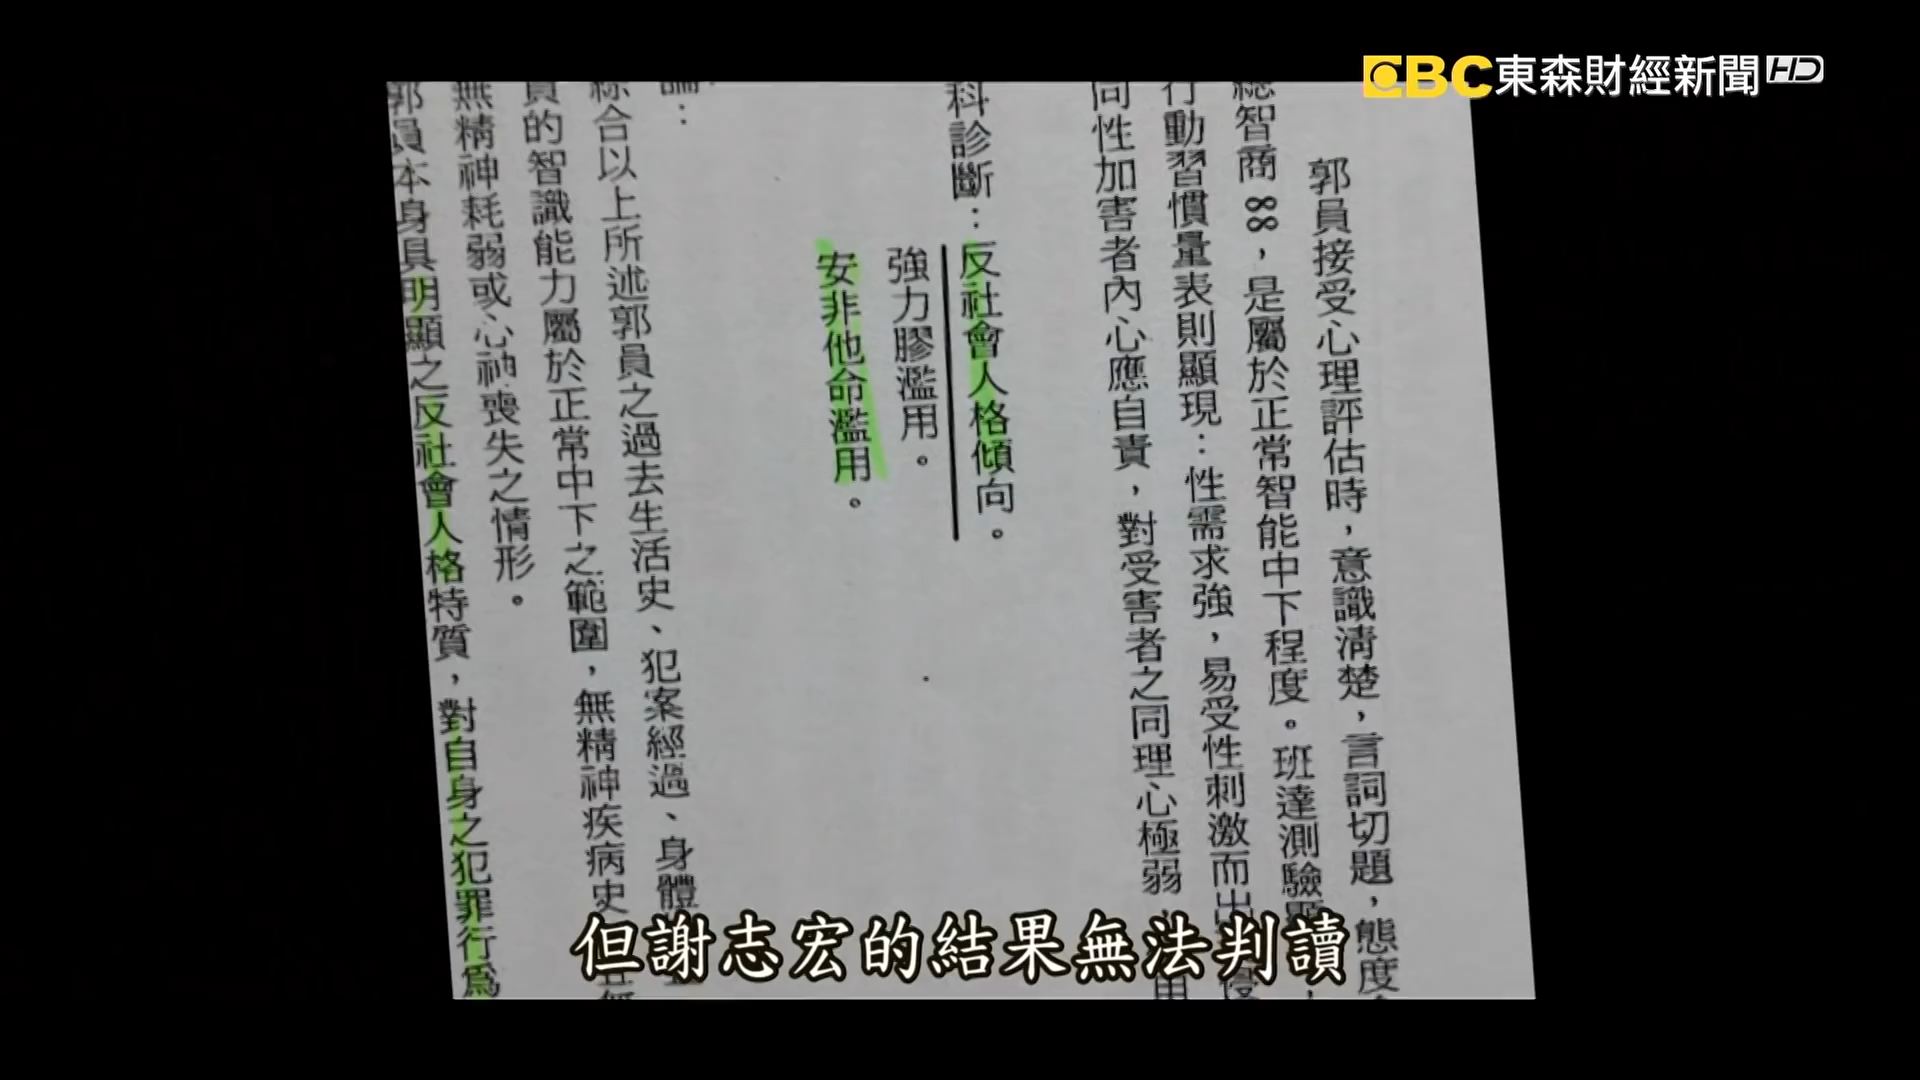 EBC東森財經新聞HD
郭員接受心理評估時，意識清楚，言詞切題，態度
總智商88，是屬於正常智能中下程度。班達測驗
行動習慣量表則顯現：性需求強，易受性刺激而出
同性加害者內心應自責，對受害者之同理心極弱，
科診斷：反社會人格傾向。
強力膠濫用。
安非他命濫用。
論：
綜合以上所述郭員之過去生活史、犯案經過、身體
員的智識能力屬於正常中下之範圍，無精神疾病史
無精神耗弱或心神喪失之情形。
郭員本身具明顯之反社會人格特質，對自身之犯罪行為
但謝志宏的結果無法判讀